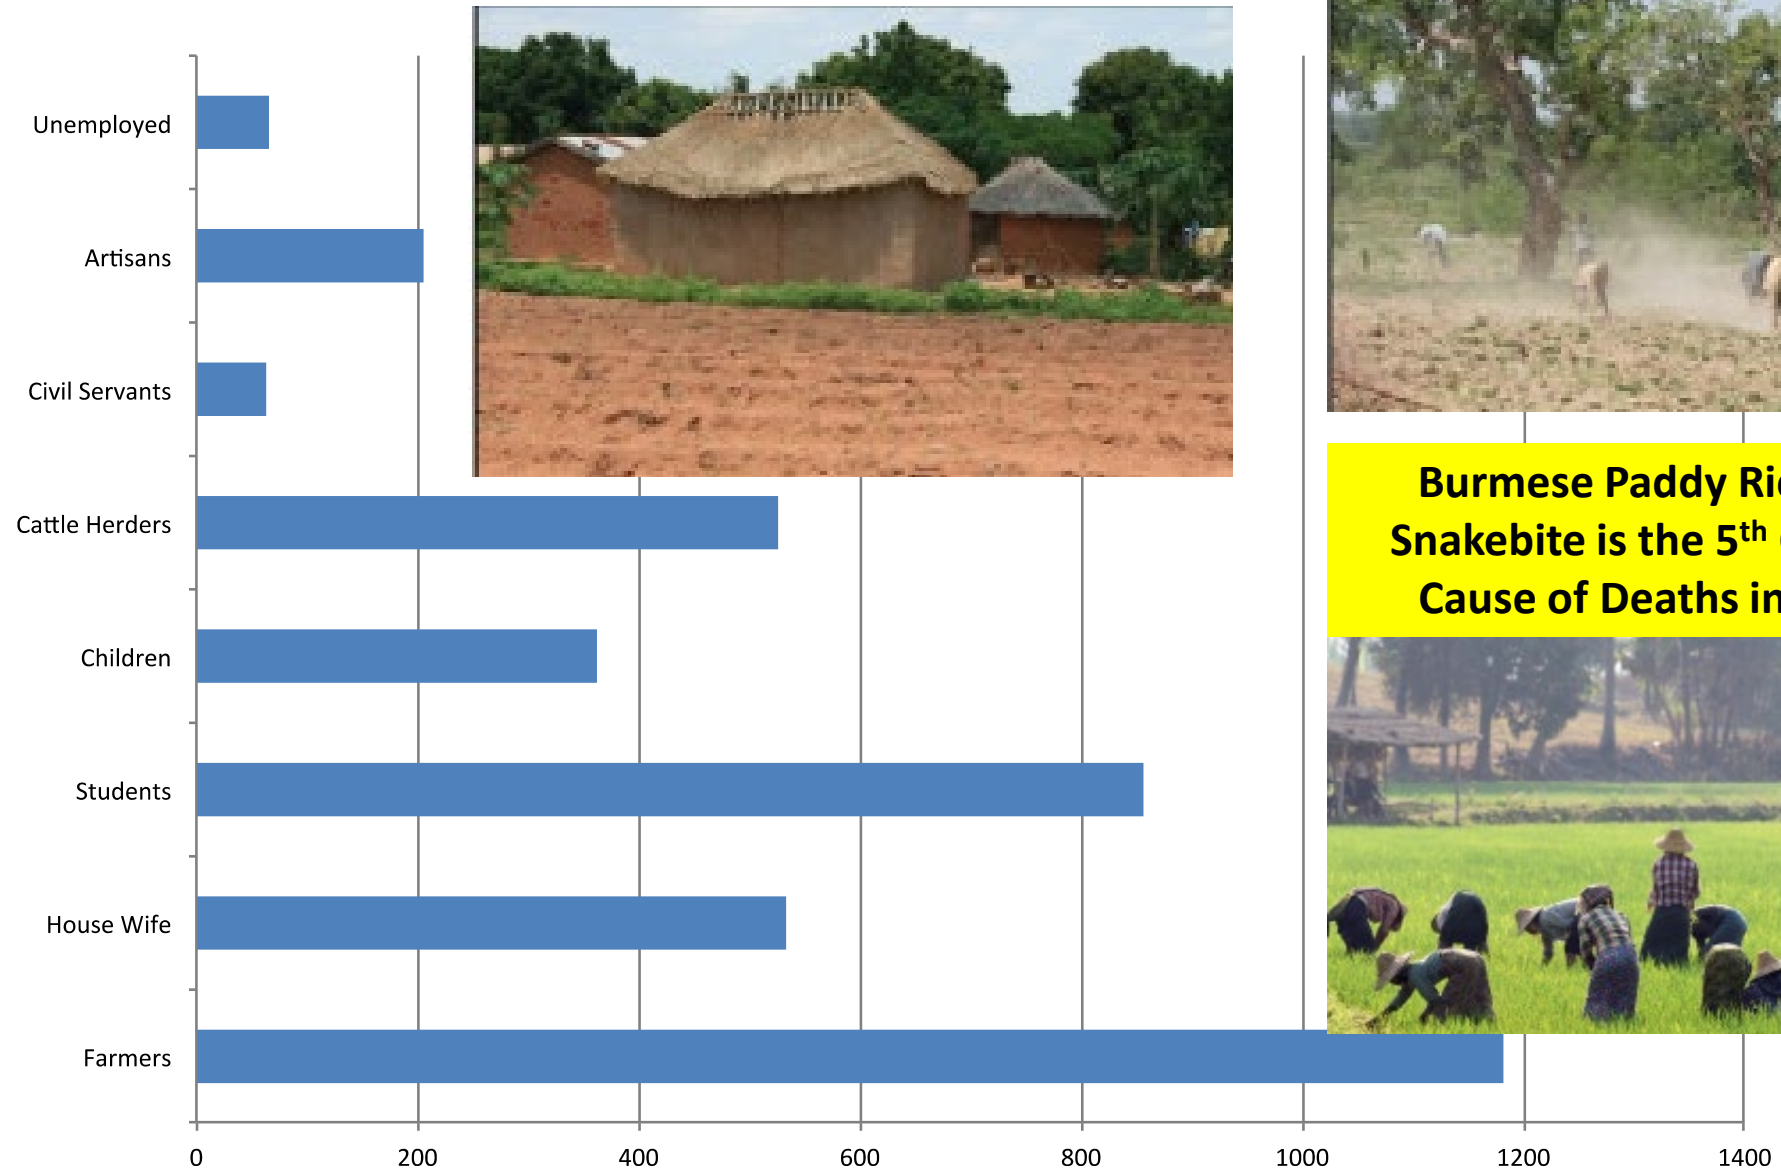 Unemployed
Artisans
Civil Servants
Cattle Herders
Children
Students
House Wife
Farmers
0 200 400 600 800 1000 1200 1400
Burmese Paddy
Snakebite is the 5th
Cause of Deaths in